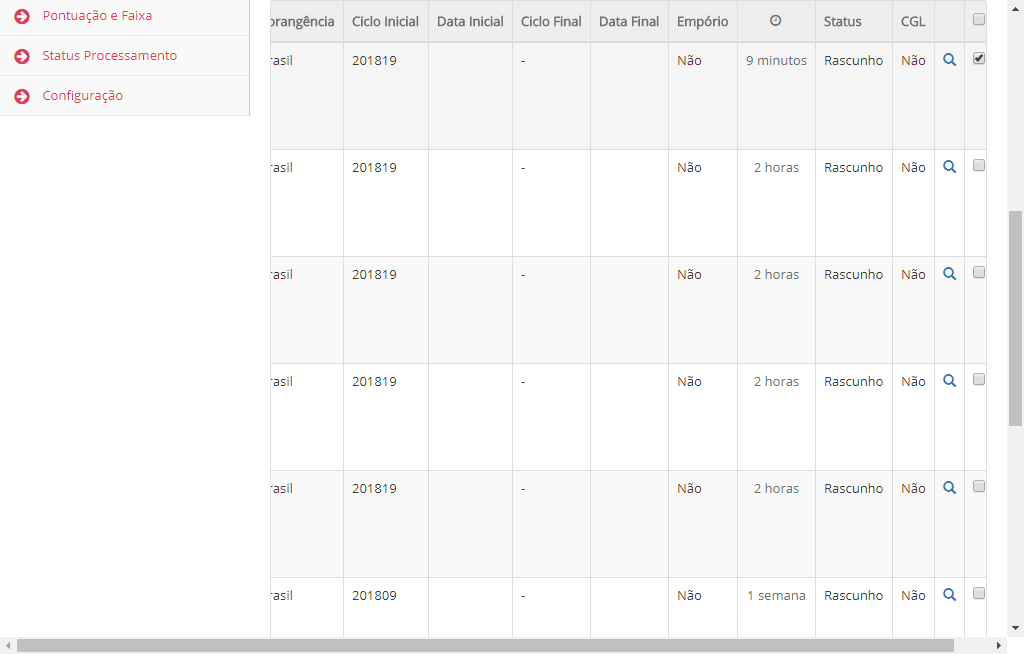 Pontuação e Faixa
Status Processamento
Configuração
brangência Ciclo Inicial Data Inicial Ciclo Final Data Final Empório Status CGL
rasil 201819 - Não 9 minutos Rascunho Não
rasil 201819 - Não 2 horas Rascunho Não
rasil 201819 - Não 2 horas Rascunho Não
rasil 201819 - Não 2 horas Rascunho Não
rasil 201819 - Não 2 horas Rascunho Não
rasil 201809 - Não 1 semana Rascunho Não